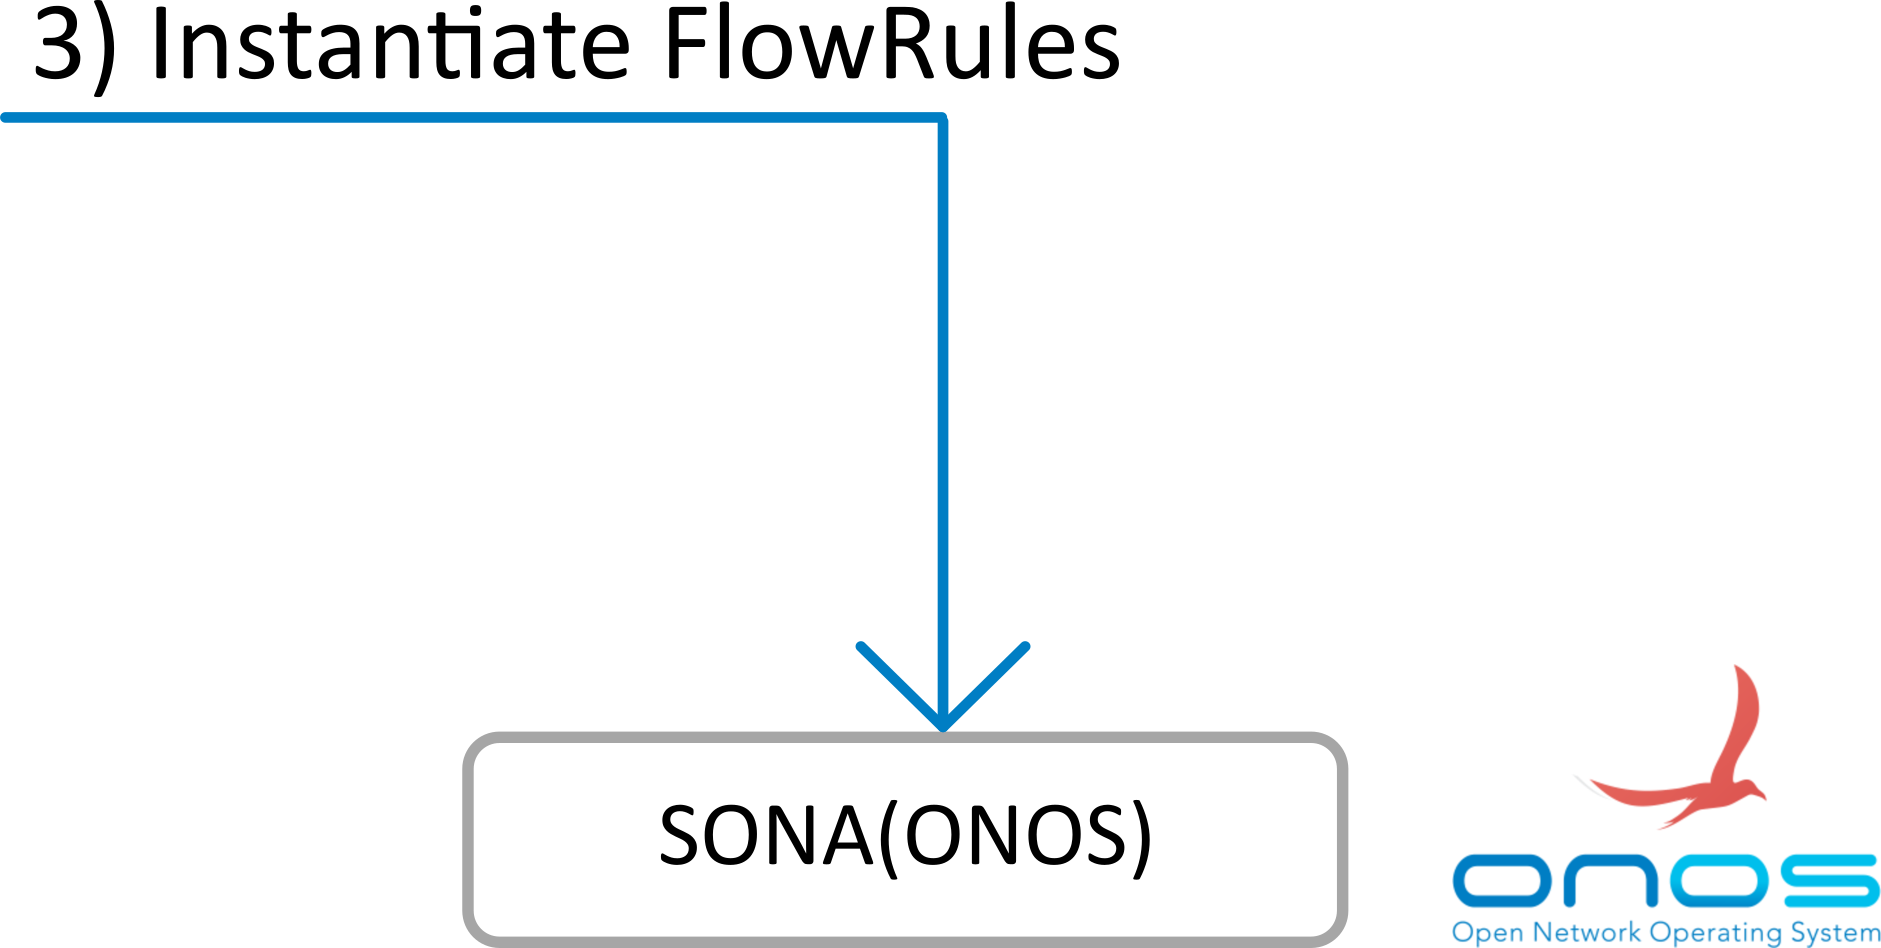 3) Instantiate FlowRules
SONA(ONOS)
onos
Open Network Operating System